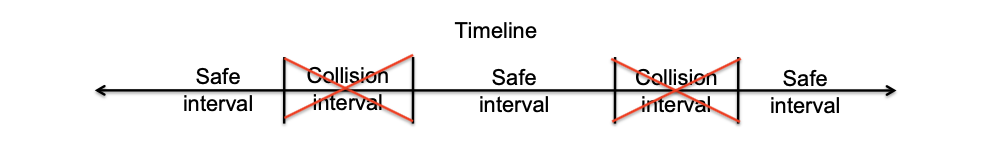 Timeline
Safe
interval
Collision
interval
Safe
interval
Collision
interval
Safe
interval